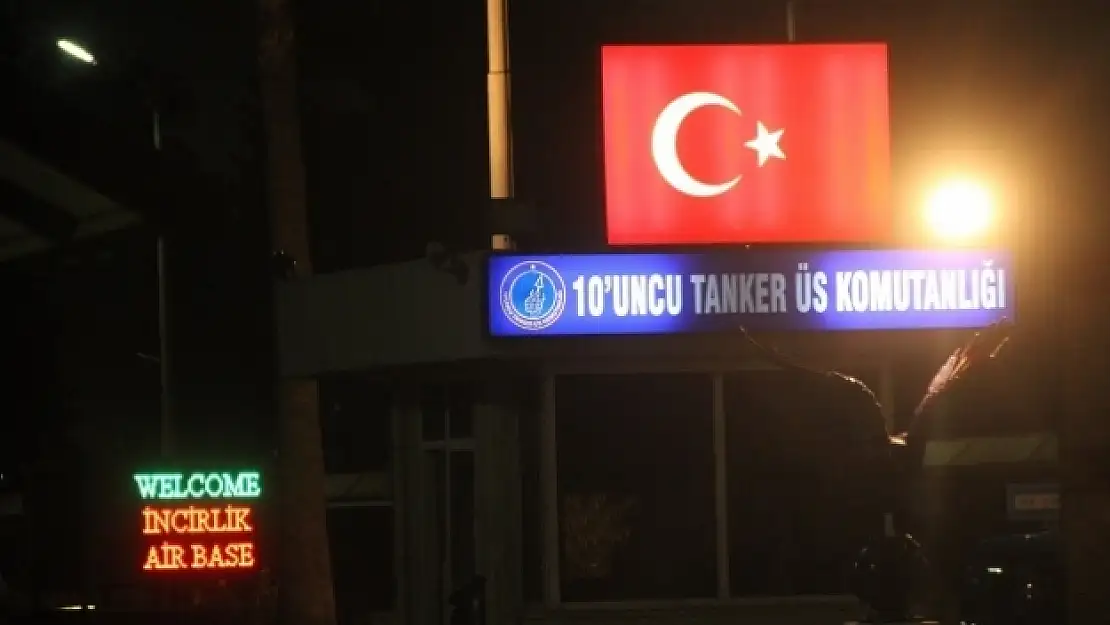 10'UNCU TANKER ÜS KOMUTANLIĞI
WELCOME
İNCİRLİK
AIR BASE